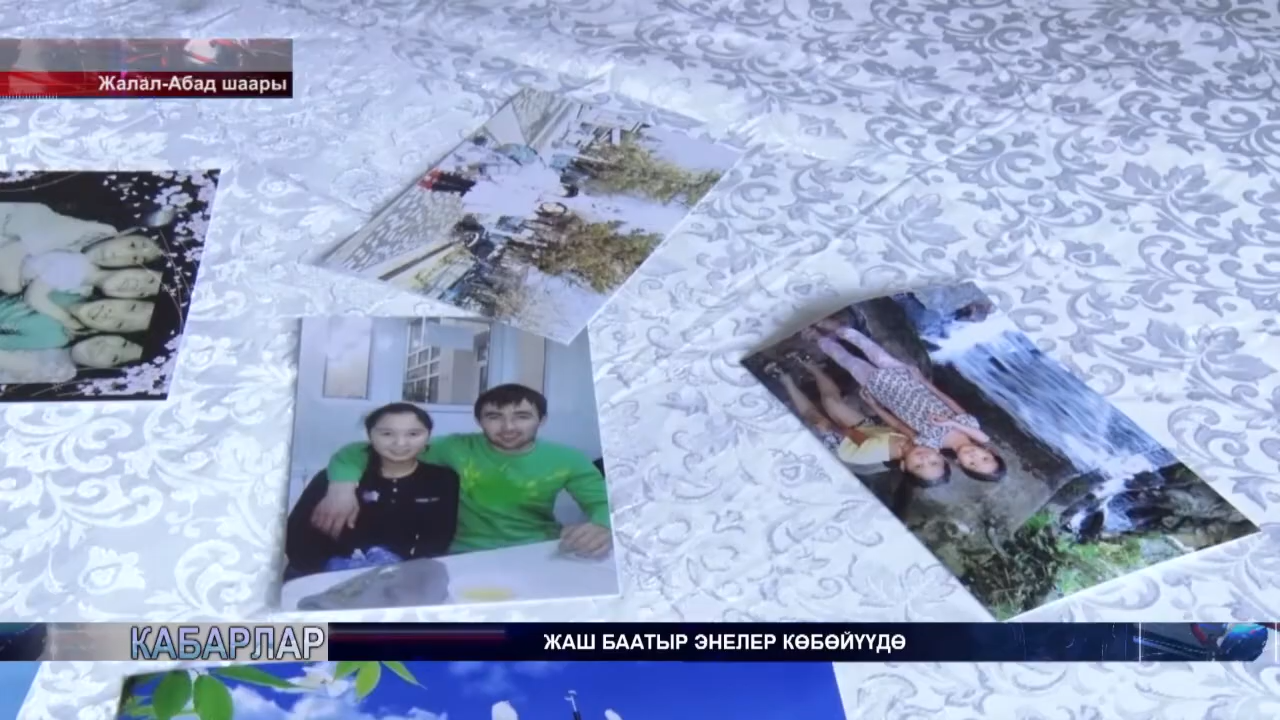 Жалал-Абад шаары
КАБАРЛАР
ЖАШ БААТЫР ЭНЕЛЕР КӨБӨЙҮҮДӨ